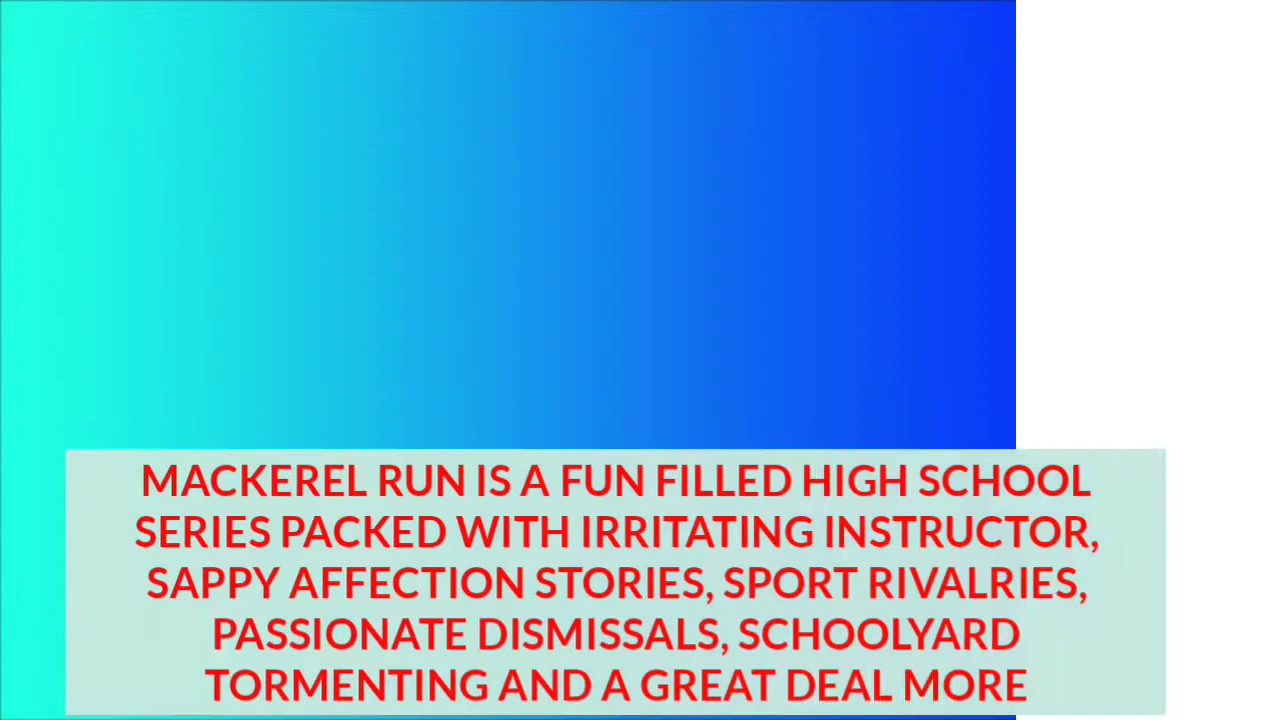 MACKEREL RUN IS A FUN FILLED HIGH SCHOOL
SERIES PACKED WITH IRRITATING INSTRUCTOR,
SAPPY AFFECTION STORIES, SPORT RIVALRIES,
PASSIONATE DISMISSALS, SCHOOLYARD
TORMENTING AND A GREAT DEAL MORE